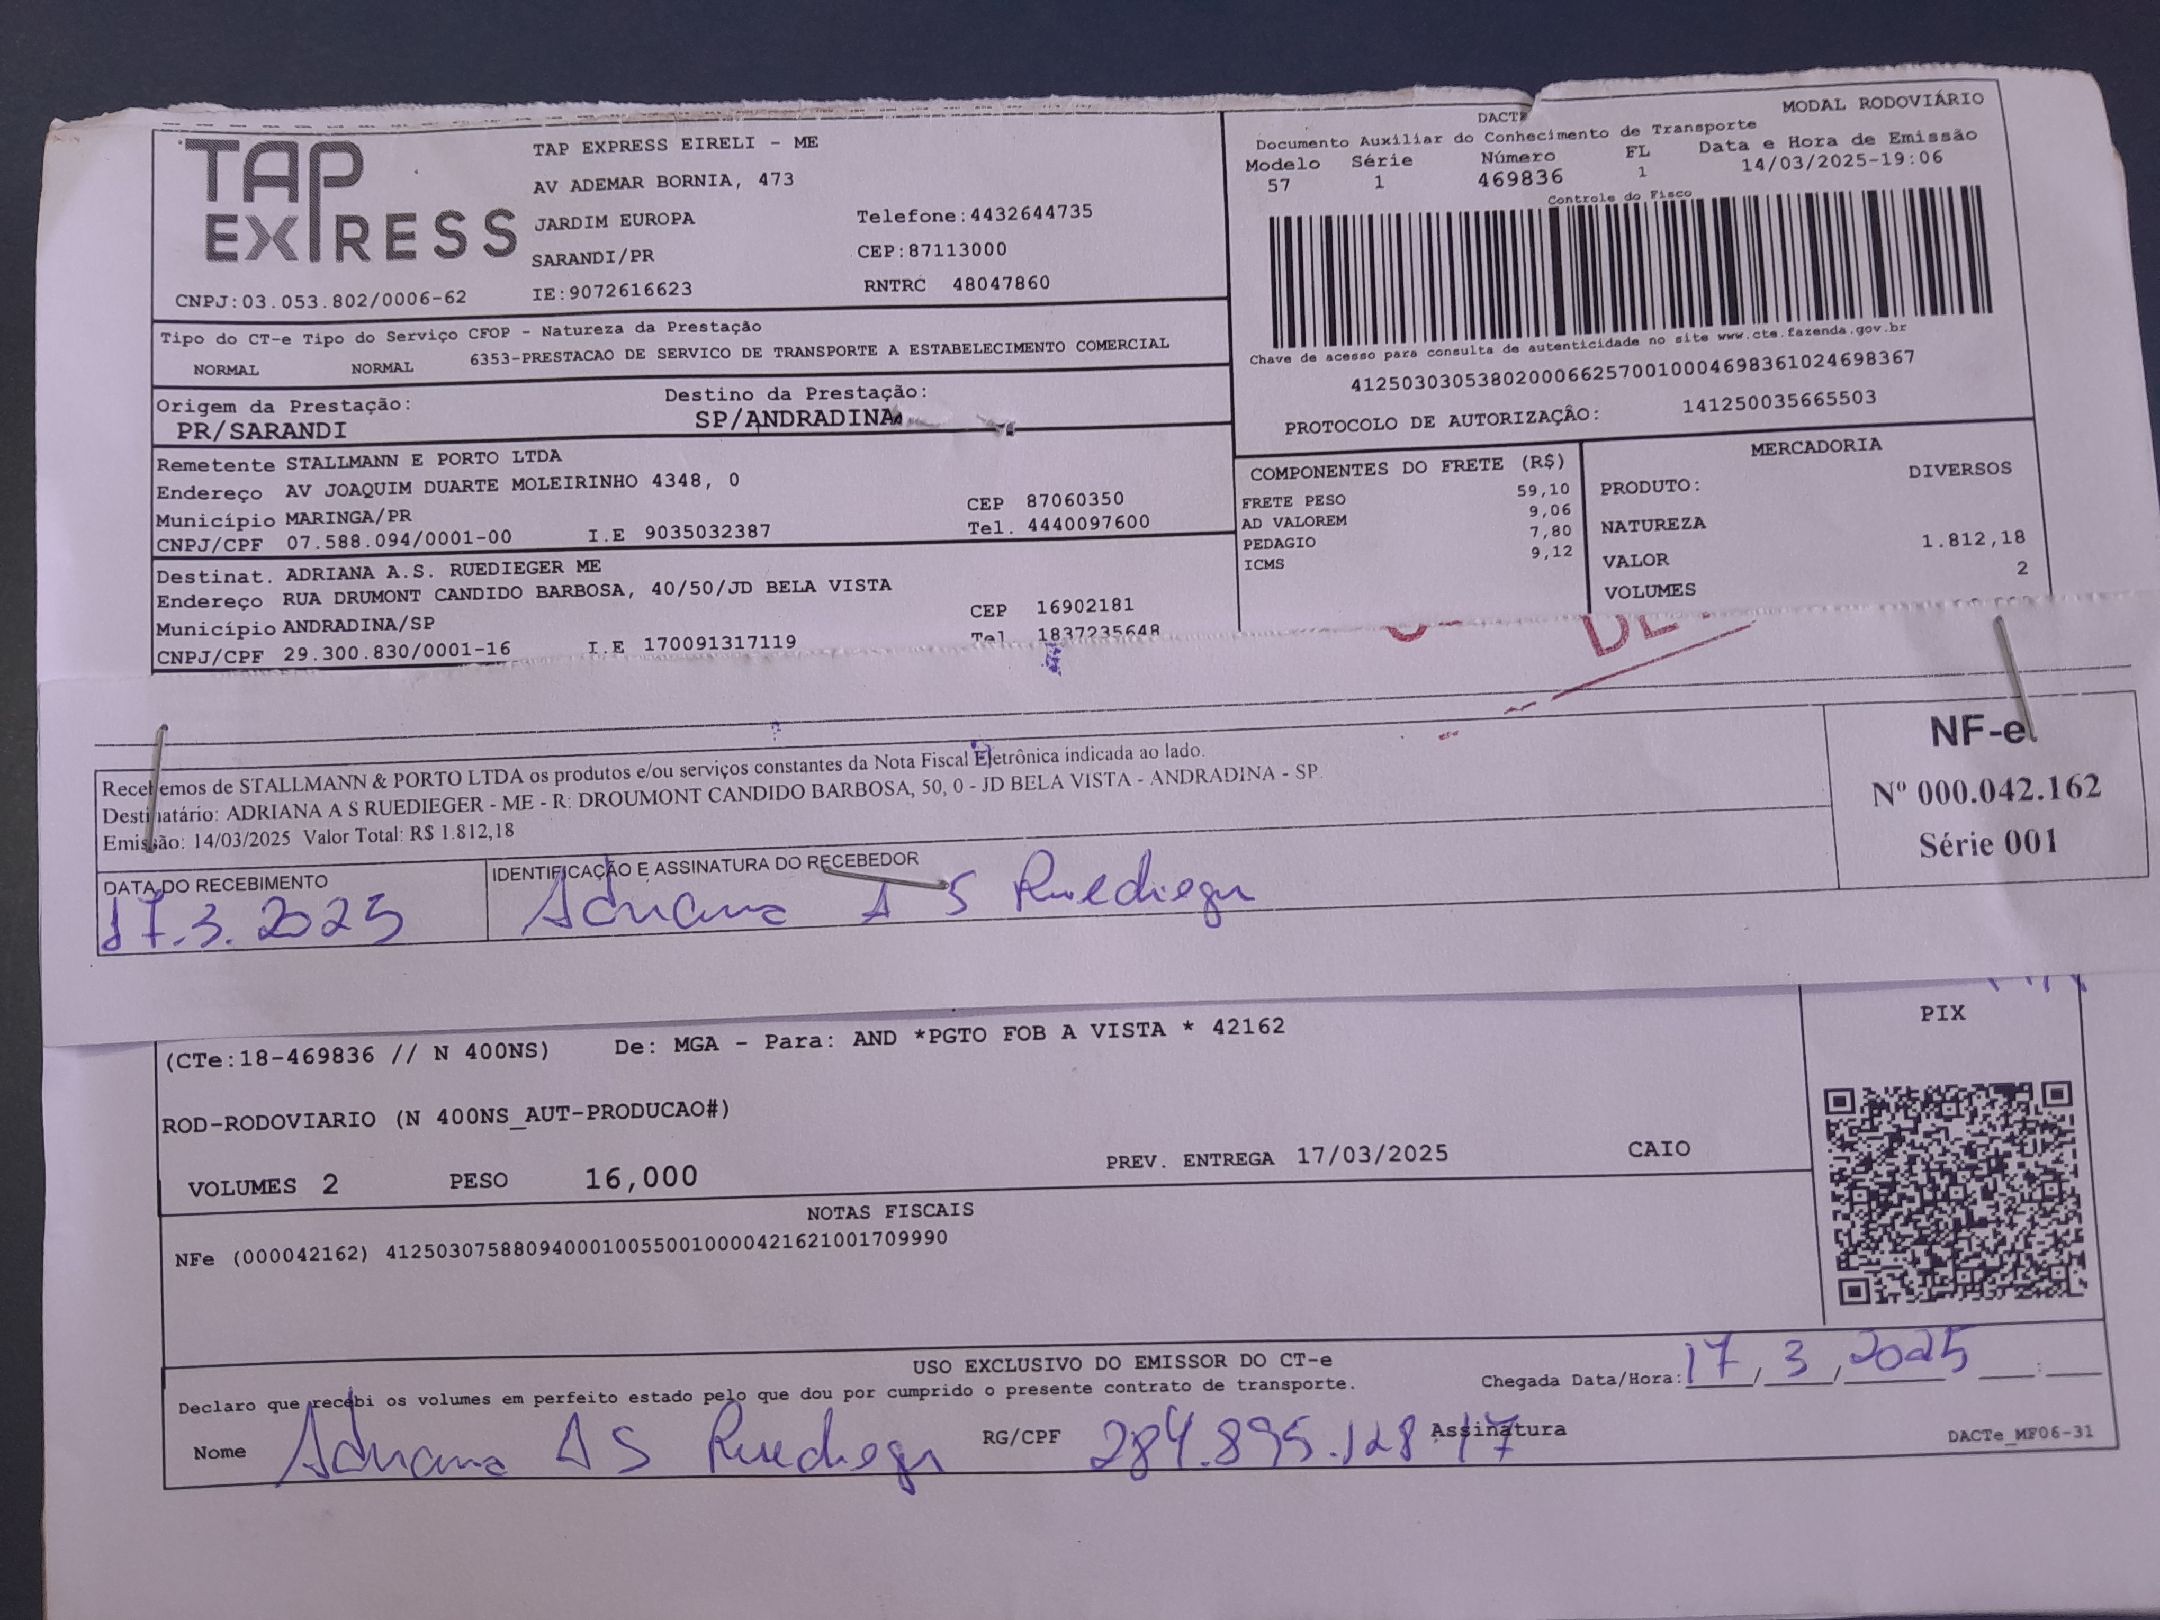 TAP
EXPRESS
CNPJ:03.053.802/0006-62
TAP EXPRESS EIRELI - ME
AV ADEMAR BORNIA, 473
JARDIM EUROPA
Telefone:4432644735
SARANDI/PR
CEP:87113000
IE:9072616623
RNTRC 48047860
DACTE
MODAL RODOVIÁRIO
Documento Auxiliar do Conhecimento de Transporte
Modelo Série Número FL Data e Hora de Emissão
57 1 469836 1 14/03/2025-19:06
Controle do Fisco
Chave de acesso para consulta de autenticidade no site www.cte.fazenda.gov.br
41250303053802000662570010004698361024698367
PROTOCOLO DE AUTORIZAÇÂO: 141250035665503
Tipo do CT-e Tipo do Serviço CFOP - Natureza da Prestação
NORMAL NORMAL 6353-PRESTACAO DE SERVICO DE TRANSPORTE A ESTABELECIMENTO COMERCIAL
Origem da Prestação: Destino da Prestação:
PR/SARANDI SP/ANDRADINA
Remetente STALLMANN E PORTO LTDA
Endereço AV JOAQUIM DUARTE MOLEIRINHO 4348, 0
Município MARINGA/PR CEP 87060350
CNPJ/CPF 07.588.094/0001-00 I.E 9035032387 Tel. 4440097600
Destinat. ADRIANA A.S. RUEDIEGER ME
Endereço RUA DRUMONT CANDIDO BARBOSA, 40/50/JD BELA VISTA
Município ANDRADINA/SP CEP 16902181
CNPJ/CPF 29.300.830/0001-16 I.E 170091317119 Tel 1837235648
COMPONENTES DO FRETE (R$)
FRETE PESO 59,10
AD VALOREM 9,06
PEDAGIO 7,80
ICMS 9,12
MERCADORIA
PRODUTO: DIVERSOS
NATUREZA
VALOR 1.812,18
VOLUMES 2
Recebemos de STALLMANN & PORTO LTDA os produtos e/ou serviços constantes da Nota Fiscal Eletrônica indicada ao lado.
Destinatário: ADRIANA A S RUEDIEGER - ME - R: DROUMONT CANDIDO BARBOSA, 50, 0 - JD BELA VISTA - ANDRADINA - SP.
Emissão: 14/03/2025 Valor Total: R$ 1.812,18
NF-e
Nº 000.042.162
Série 001
DATA DO RECEBIMENTO
17.3.2025
IDENTIFICAÇÃO E ASSINATURA DO RECEBEDOR
Adriana A S Ruedieger
(CTe:18-469836 // N 400NS) De: MGA - Para: AND *PGTO FOB A VISTA * 42162
PIX
ROD-RODOVIARIO (N 400NS_AUT-PRODUCAO#)
VOLUMES 2 PESO 16,000 PREV. ENTREGA 17/03/2025 CAIO
NOTAS FISCAIS
NFe (000042162) 41250307588094000100550010000421621001709990
USO EXCLUSIVO DO EMISSOR DO CT-e
Declaro que recebi os volumes em perfeito estado pelo que dou por cumprido o presente contrato de transporte.
Chegada Data/Hora: 17/3/2025 :
Nome Adriana A S Ruedieger RG/CPF 284.895.128 17 Assinatura
DACTe_MF06-31